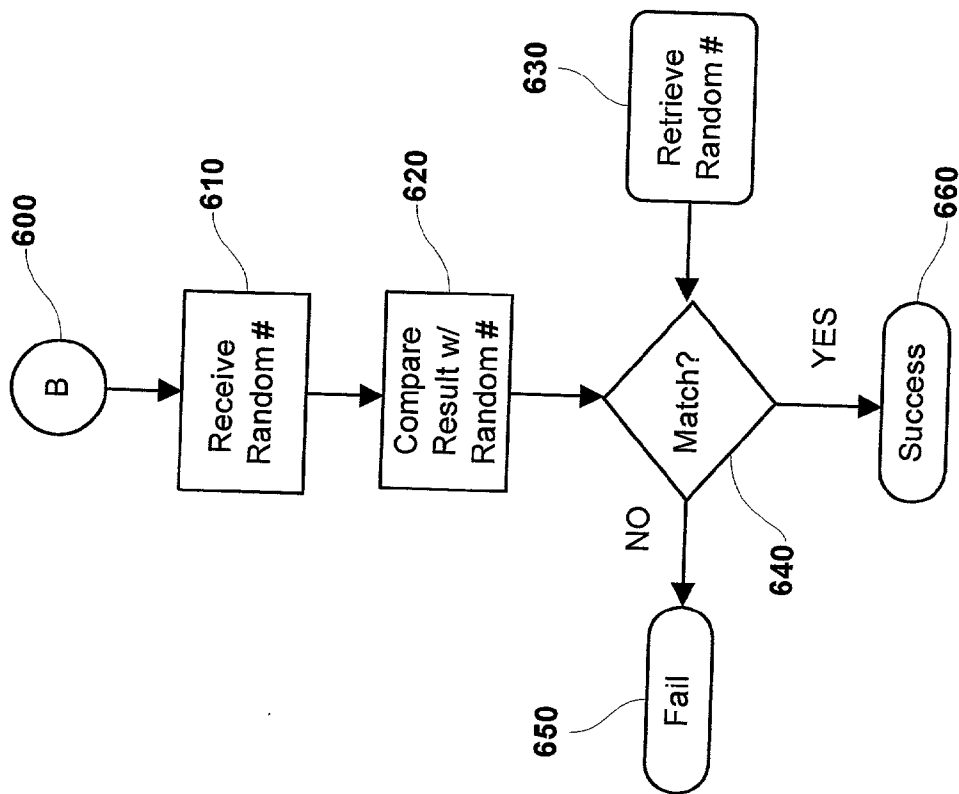 600
B
610
Receive
Random #
620
Compare
Result w/
Random #
630
Retrieve
Random #
Match?
640
NO
650
Fail
YES
660
Success